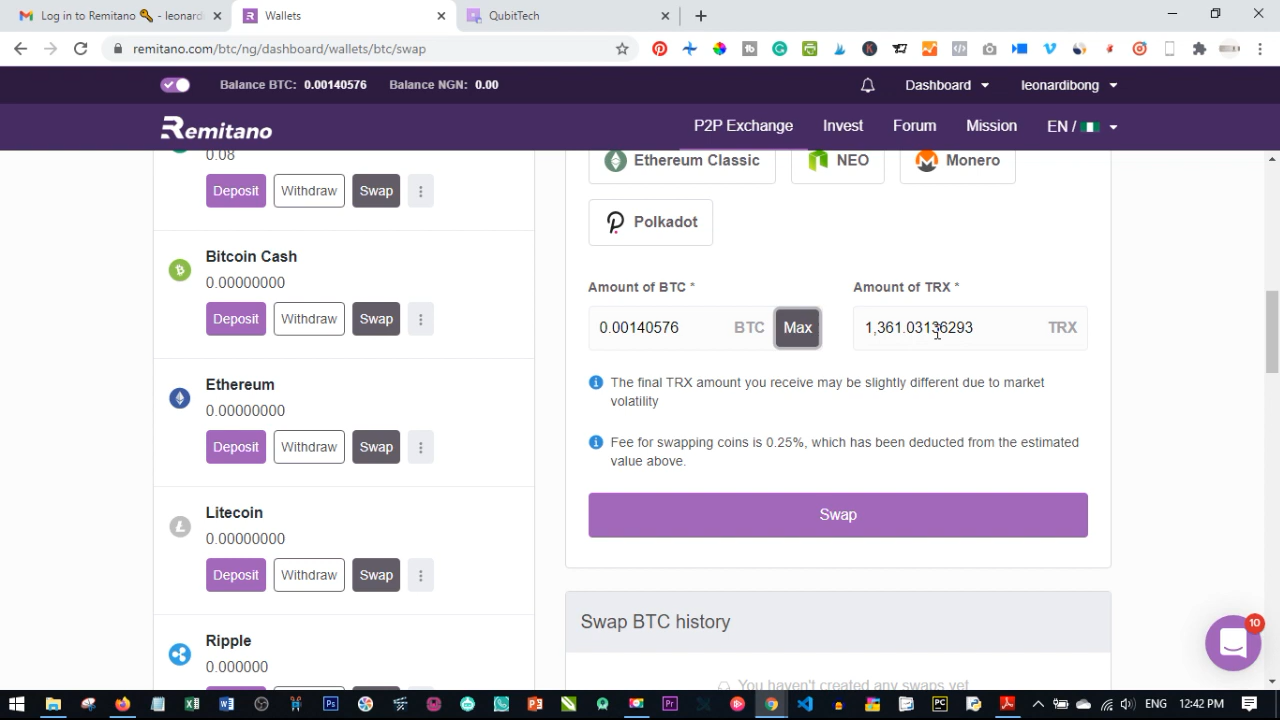 Log in to Remitano 🔑 - leonardi
Wallets
QubitTech
remitano.com/btc/ng/dashboard/wallets/btc/swap
Balance BTC: 0.00140576
Balance NGN: 0.00
Dashboard
leonardibong
Remitano
P2P Exchange
Invest
Forum
Mission
EN /
0.08
Deposit
Withdraw
Swap
Bitcoin Cash
0.00000000
Deposit
Withdraw
Swap
Ethereum
0.00000000
Deposit
Withdraw
Swap
Litecoin
0.00000000
Deposit
Withdraw
Swap
Ripple
0.000000
Ethereum Classic
NEO
Monero
Polkadot
Amount of BTC *
0.00140576
BTC
Max
Amount of TRX *
1,361.03136293
TRX
The final TRX amount you receive may be slightly different due to market
volatility
Fee for swapping coins is 0.25%, which has been deducted from the estimated
value above.
Swap
Swap BTC history
You haven't created any swaps yet
10
ENG
12:42 PM